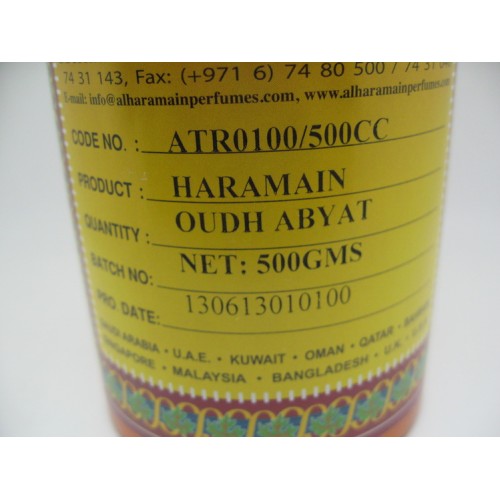 74 31 143, Fax: (+971 6) 74 80 500 / 74 31
E-mail: info@alharamainperfumes.com, www.alharamainperfumes.com
CODE NO. : ATR0100/500CC
PRODUCT : HARAMAIN
QUANTITY : OUDH ABYAT
BATCH NO: NET: 500GMS
PRO DATE: 130613010100
ARABIA • U.A.E. • KUWAIT • OMAN • QATAR •
SINGAPORE • MALAYSIA • BANGLADESH • U.K. •